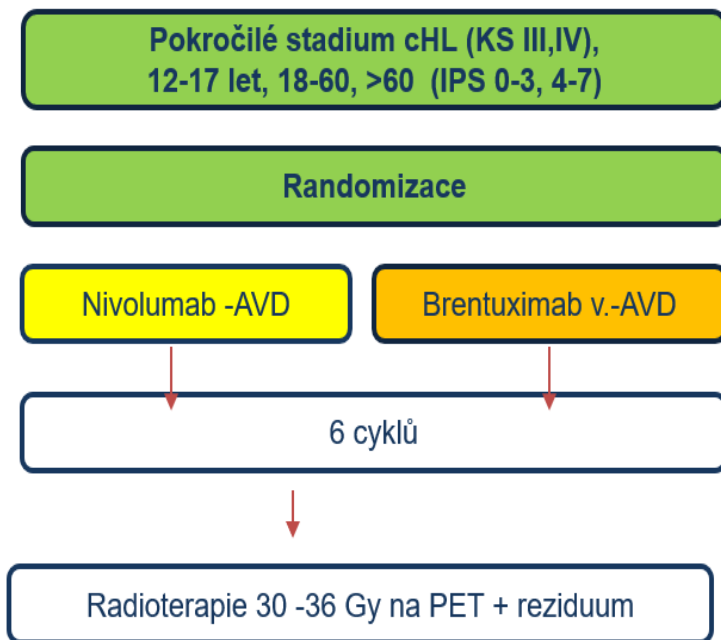 Pokročilé stadium cHL (KS III,IV),
12-17 let, 18-60, >60  (IPS 0-3, 4-7)
Randomizace
Nivolumab -AVD
Brentuximab v.-AVD
6 cyklů
Radioterapie 30 -36 Gy na PET + reziduum